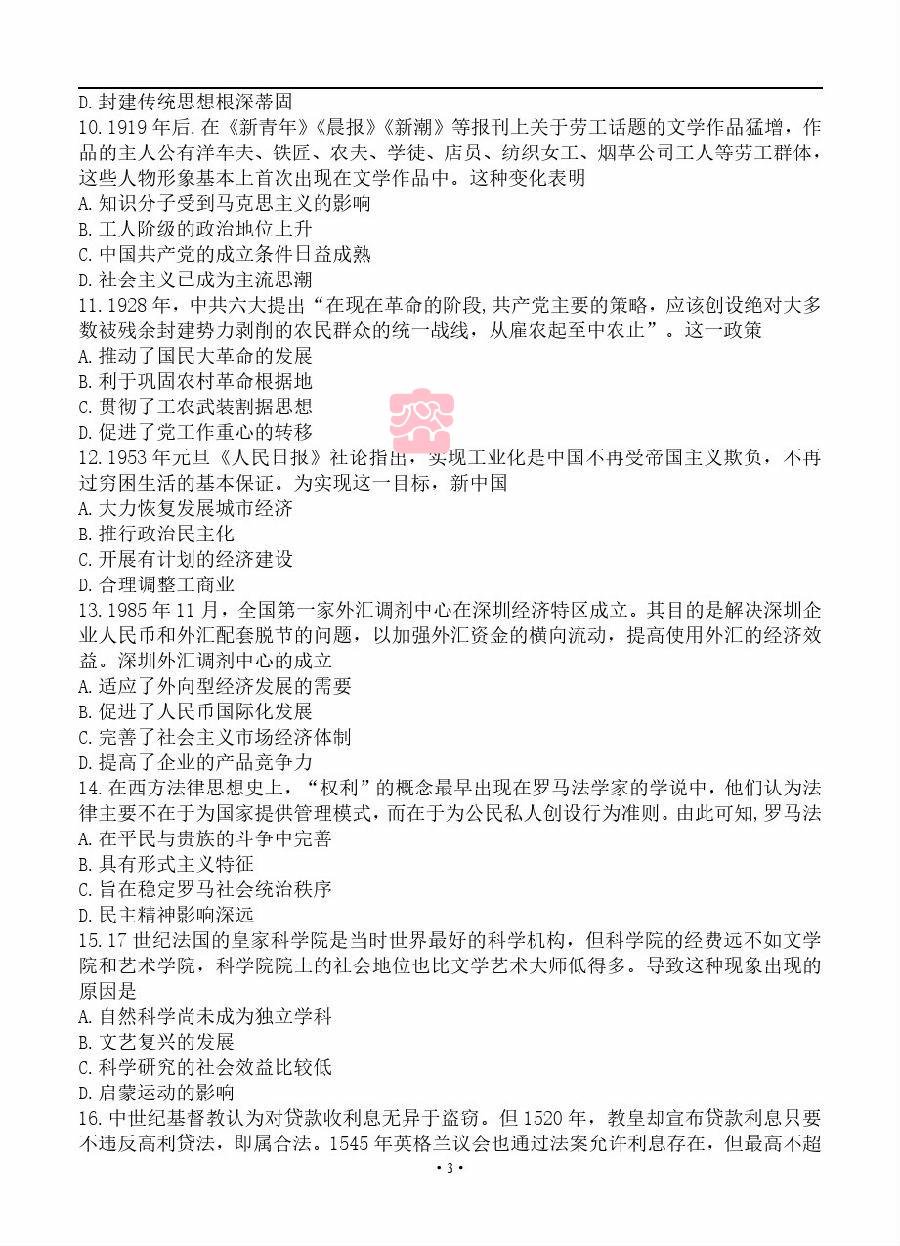 D.封建传统思想根深蒂固
10.1919年后.在《新青年》《晨报》《新潮》等报刊上关于劳工话题的文学作品猛增，作
品的主人公有洋车夫、铁匠、农夫、学徒、店员、纺织女工、烟草公司工人等劳工群体，
这些人物形象基本上首次出现在文学作品中。这种变化表明
A.知识分子受到马克思主义的影响
B.工人阶级的政治地位上升
C.中国共产党的成立条件日益成熟
D.社会主义已成为主流思潮
11.1928年，中共六大提出“在现在革命的阶段,共产党主要的策略，应该创设绝对大多
数被残余封建势力剥削的农民群众的统一战线，从雇农起至中农止”。这一政策
A.推动了国民大革命的发展
B.利于巩固农村革命根据地
C.贯彻了工农武装割据思想
D.促进了党工作重心的转移
12.1953年元旦《人民日报》社论指出，实现工业化是中国不再受帝国主义欺负，不再
过穷困生活的基本保证。为实现这一目标，新中国
A.大力恢复发展城市经济
B.推行政治民主化
C.开展有计划的经济建设
D.合理调整工商业
13.1985年11月，全国第一家外汇调剂中心在深圳经济特区成立。其目的是解决深圳企
业人民币和外汇配套脱节的问题，以加强外汇资金的横向流动，提高使用外汇的经济效
益。深圳外汇调剂中心的成立
A.适应了外向型经济发展的需要
B.促进了人民币国际化发展
C.完善了社会主义市场经济体制
D.提高了企业的产品竞争力
14.在西方法律思想史上，“权利”的概念最早出现在罗马法学家的学说中，他们认为法
律主要不在于为国家提供管理模式，而在于为公民私人创设行为准则。由此可知,罗马法
A.在平民与贵族的斗争中完善
B.具有形式主义特征
C.旨在稳定罗马社会统治秩序
D.民主精神影响深远
15.17世纪法国的皇家科学院是当时世界最好的科学机构，但科学院的经费远不如文学
院和艺术学院，科学院院士的社会地位也比文学艺术大师低得多。导致这种现象出现的
原因是
A.自然科学尚未成为独立学科
B.文艺复兴的发展
C.科学研究的社会效益比较低
D.启蒙运动的影响
16.中世纪基督教认为对贷款收利息无异于盗窃。但1520年，教皇却宣布贷款利息只要
不违反高利贷法，即属合法。1545年英格兰议会也通过法案允许利息存在，但最高不超
·3·